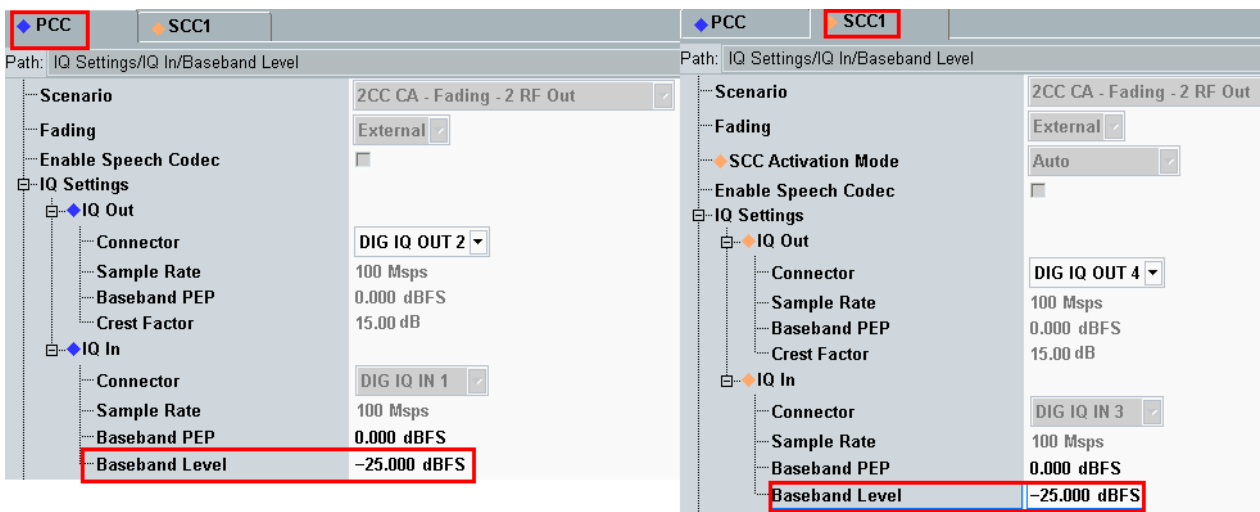 PCC SCC1
Path: IQ Settings/IQ In/Baseband Level
Scenario 2CC CA - Fading - 2 RF Out
Fading External
Enable Speech Codec
IQ Settings
IQ Out
Connector DIG IQ OUT 2
Sample Rate 100 Msps
Baseband PEP 0.000 dBFS
Crest Factor 15.00 dB
IQ In
Connector DIG IQ IN 1
Sample Rate 100 Msps
Baseband PEP 0.000 dBFS
Baseband Level −25.000 dBFS
PCC SCC1
Path: IQ Settings/IQ In/Baseband Level
Scenario 2CC CA - Fading - 2 RF Out
Fading External
SCC Activation Mode Auto
Enable Speech Codec
IQ Settings
IQ Out
Connector DIG IQ OUT 4
Sample Rate 100 Msps
Baseband PEP 0.000 dBFS
Crest Factor 15.00 dB
IQ In
Connector DIG IQ IN 3
Sample Rate 100 Msps
Baseband PEP 0.000 dBFS
Baseband Level −25.000 dBFS